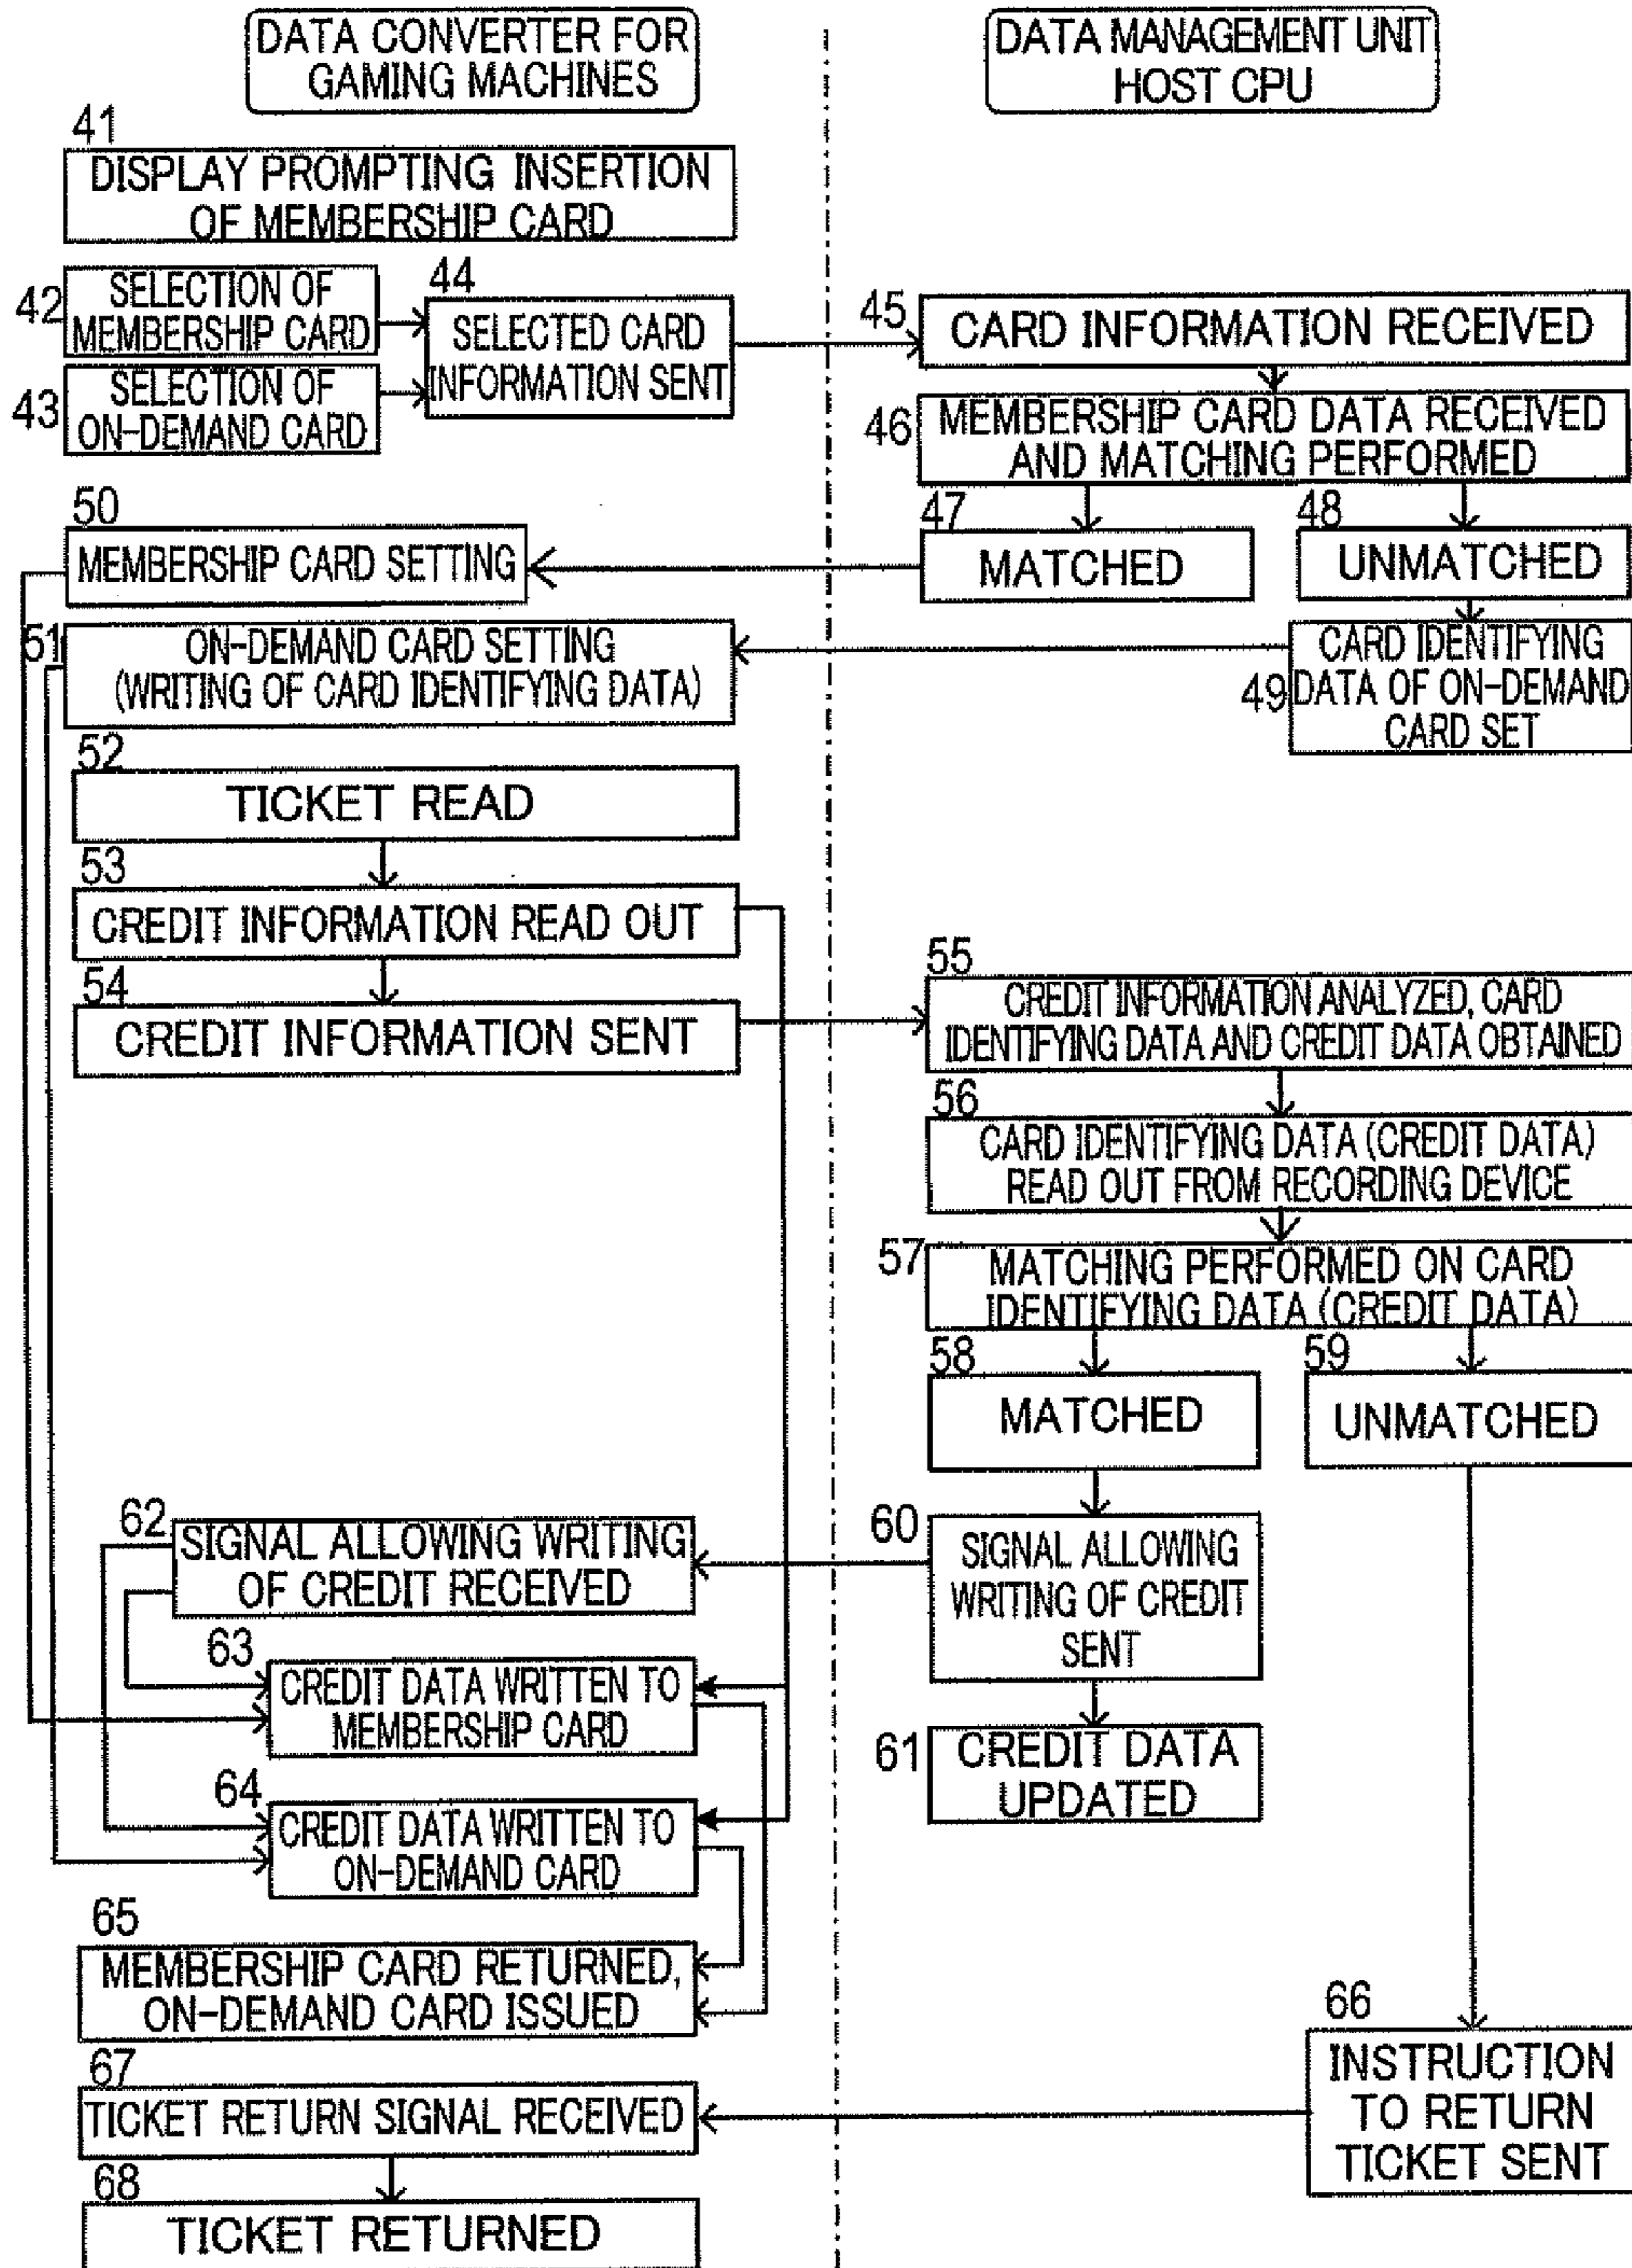 DATA CONVERTER FOR
GAMING MACHINES
DATA MANAGEMENT UNIT
HOST CPU
41
DISPLAY PROMPTING INSERTION
OF MEMBERSHIP CARD
42
SELECTION OF
MEMBERSHIP CARD
43
SELECTION OF
ON-DEMAND CARD
44
SELECTED CARD
INFORMATION SENT
45
CARD INFORMATION RECEIVED
46
MEMBERSHIP CARD DATA RECEIVED
AND MATCHING PERFORMED
47
MATCHED
48
UNMATCHED
49
CARD IDENTIFYING
DATA OF ON-DEMAND
CARD SET
50
MEMBERSHIP CARD SETTING
51
ON-DEMAND CARD SETTING
(WRITING OF CARD IDENTIFYING DATA)
52
TICKET READ
53
CREDIT INFORMATION READ OUT
54
CREDIT INFORMATION SENT
55
CREDIT INFORMATION ANALYZED, CARD
IDENTIFYING DATA AND CREDIT DATA OBTAINED
56
CARD IDENTIFYING DATA (CREDIT DATA)
READ OUT FROM RECORDING DEVICE
57
MATCHING PERFORMED ON CARD
IDENTIFYING DATA (CREDIT DATA)
58
MATCHED
59
UNMATCHED
60
SIGNAL ALLOWING
WRITING OF CREDIT
SENT
61
CREDIT DATA
UPDATED
62
SIGNAL ALLOWING WRITING
OF CREDIT RECEIVED
63
CREDIT DATA WRITTEN TO
MEMBERSHIP CARD
64
CREDIT DATA WRITTEN TO
ON-DEMAND CARD
65
MEMBERSHIP CARD RETURNED,
ON-DEMAND CARD ISSUED
66
INSTRUCTION
TO RETURN
TICKET SENT
67
TICKET RETURN SIGNAL RECEIVED
68
TICKET RETURNED